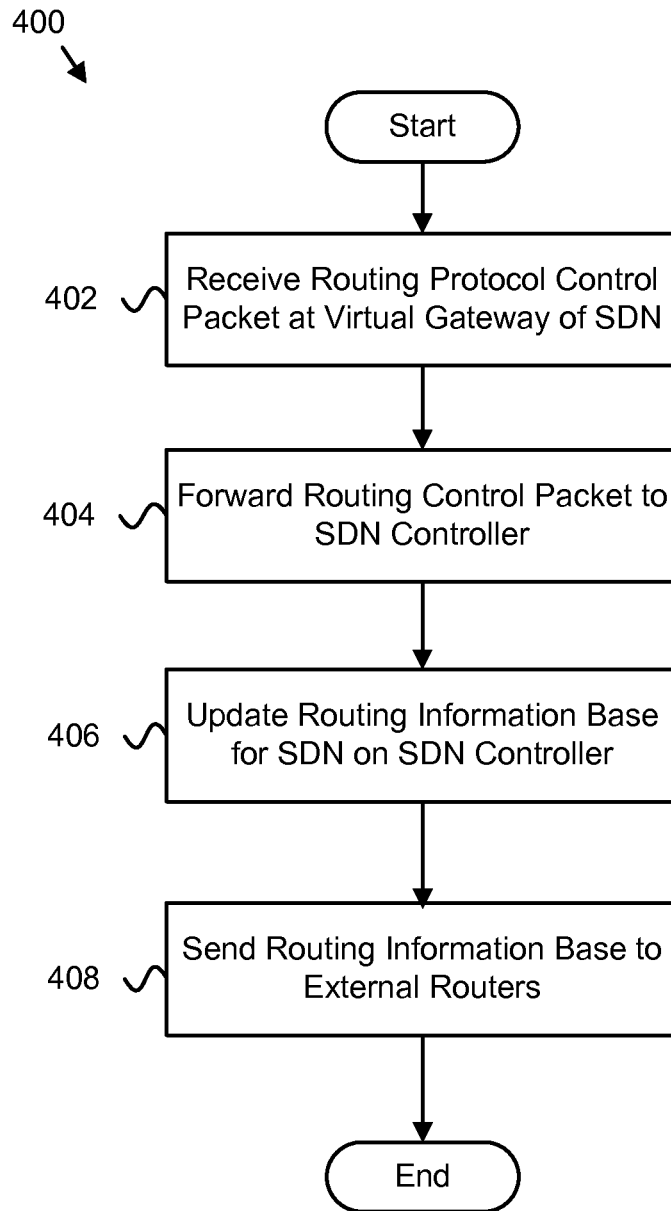 400
Start
402
Receive Routing Protocol Control
Packet at Virtual Gateway of SDN
404
Forward Routing Control Packet to
SDN Controller
406
Update Routing Information Base
for SDN on SDN Controller
408
Send Routing Information Base to
External Routers
End